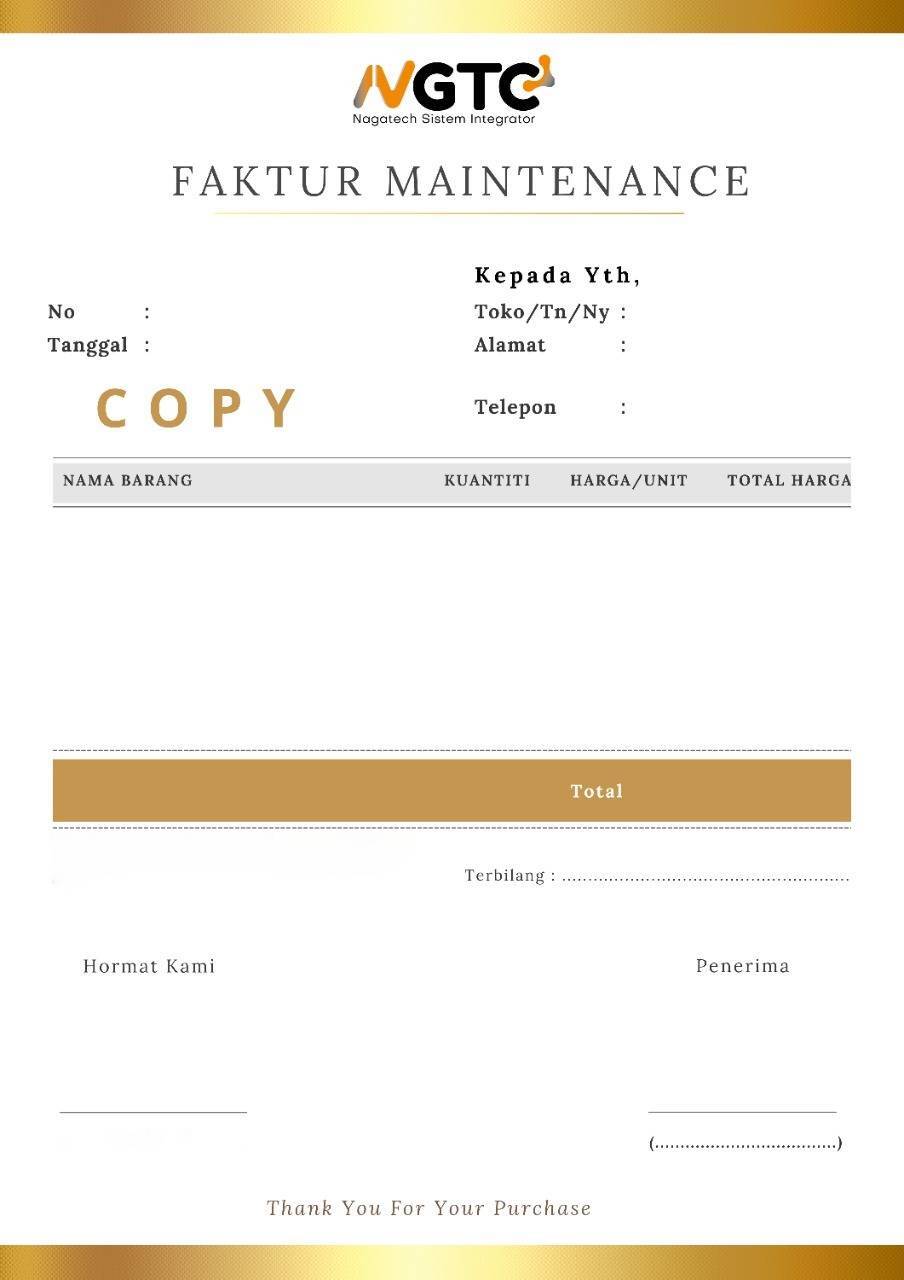 NGTC
Nagatech Sistem Integrator
FAKTUR MAINTENANCE
Kepada Yth,
No :
Toko/Tn/Ny :
Tanggal :
Alamat :
COPY
Telepon :
NAMA BARANG KUANTITI HARGA/UNIT TOTAL HARGA
Total
Terbilang : ......................................................
Hormat Kami
Penerima
(....................................)
Thank You For Your Purchase